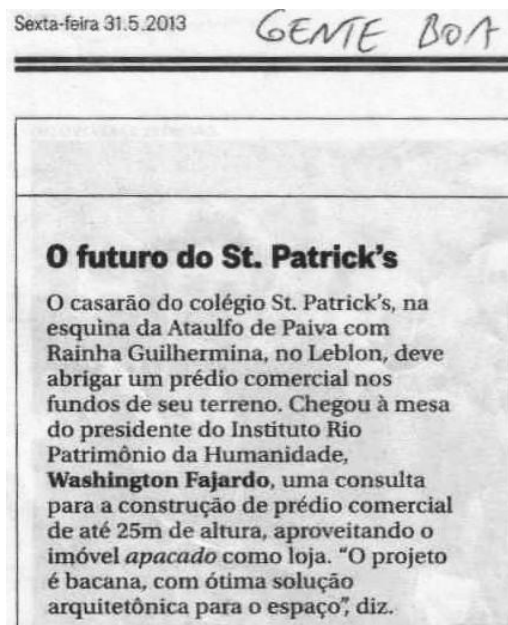 Sexta-feira 31.5.2013 GENTE BOA
O futuro do St. Patrick’s
O casarão do colégio St. Patrick’s, na
esquina da Ataulfo de Paiva com
Rainha Guilhermina, no Leblon, deve
abrigar um prédio comercial nos
fundos de seu terreno. Chegou à mesa
do presidente do Instituto Rio
Patrimônio da Humanidade,
Washington Fajardo, uma consulta
para a construção de prédio comercial
de até 25m de altura, aproveitando o
imóvel apacado como loja. “O projeto
é bacana, com ótima solução
arquitetônica para o espaço”, diz.